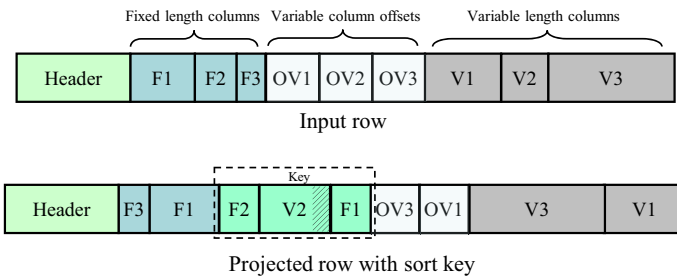 Fixed length columns Variable column offsets Variable length columns
Header F1 F2 F3 OV1 OV2 OV3 V1 V2 V3
Input row
Key
Header F3 F1 F2 V2 F1 OV3 OV1 V3 V1
Projected row with sort key